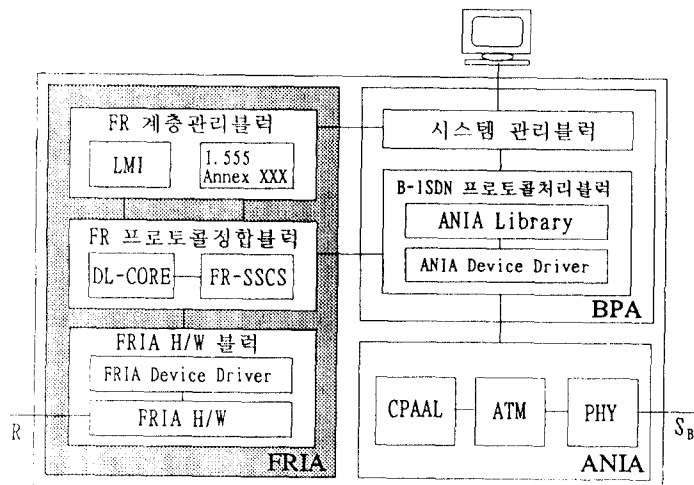 FR 계층관리블럭
LMI
I.555
Annex XXX
FR 프로토콜정합블럭
DL-CORE
FR-SSCS
FRIA H/W 블럭
FRIA Device Driver
FRIA H/W
R
FRIA
시스템 관리블럭
B-ISDN 프로토콜처리블럭
ANIA Library
ANIA Device Driver
BPA
CPAAL
ATM
PHY
S_B
ANIA